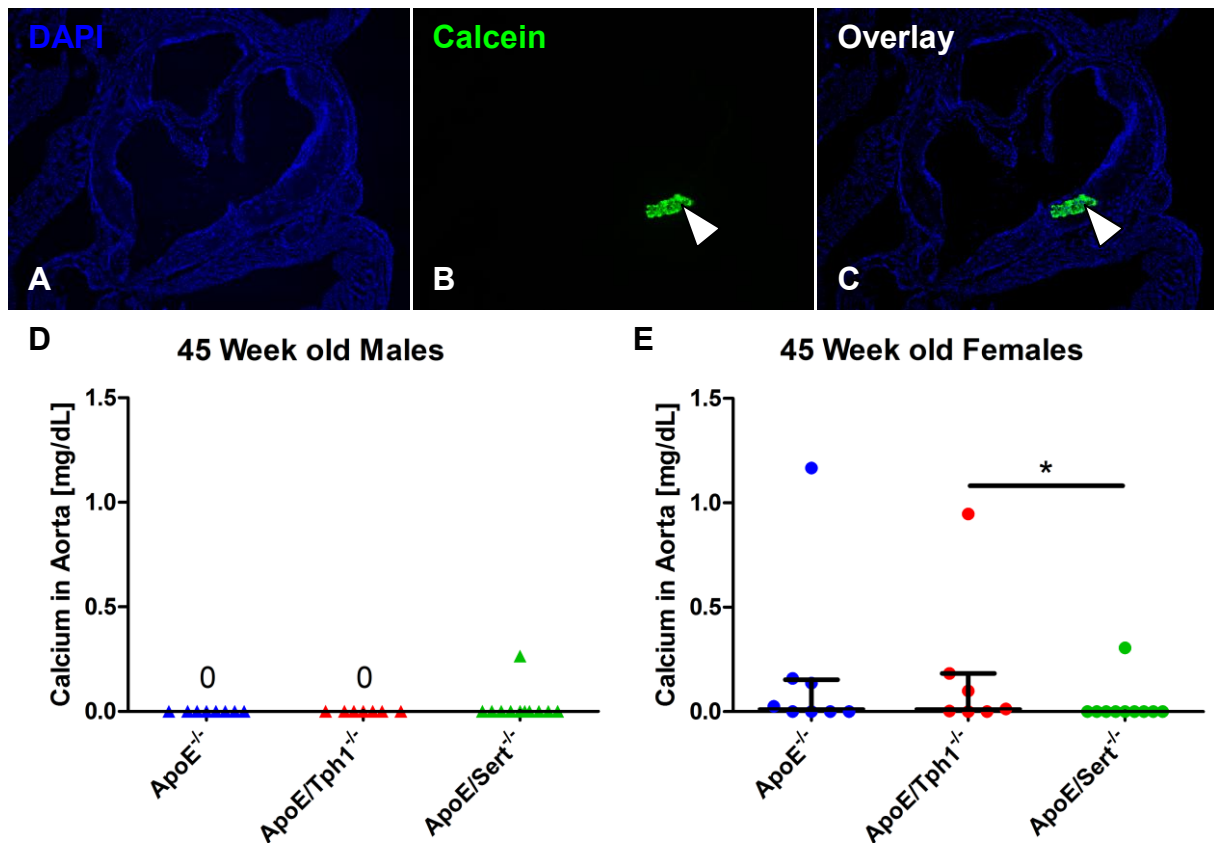 DAPI
A
Calcein
B
Overlay
C
D
45 Week old Males
Calcium in Aorta [mg/dL]
1.5
1.0
0.5
0.0
0
0
ApoE-/-
ApoE/Tph1-/-
ApoE/Sert-/-
E
45 Week old Females
Calcium in Aorta [mg/dL]
1.5
1.0
0.5
0.0
*
ApoE-/-
ApoE/Tph1-/-
ApoE/Sert-/-